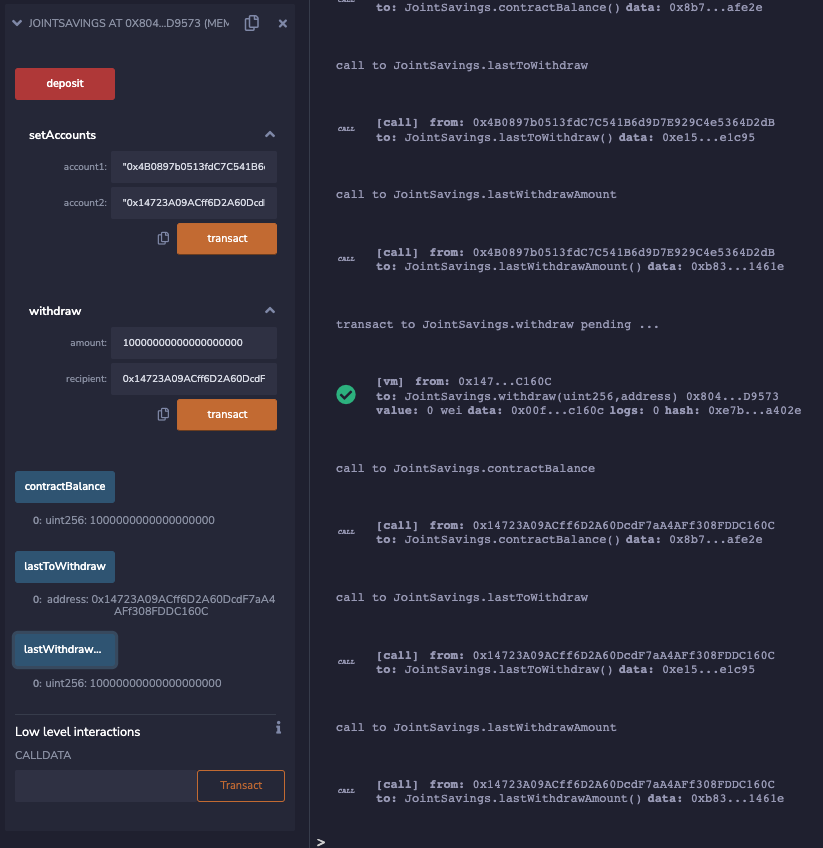 JOINTSAVINGS AT 0X804...D9573 (MEM
deposit
setAccounts
account1: "0x4B0897b0513fdC7C541B6
account2: "0x14723A09ACff6D2A60Dcd
transact
withdraw
amount: 10000000000000000000
recipient: 0x14723A09ACff6D2A60DcdF
transact
contractBalance
0: uint256: 1000000000000000000
lastToWithdraw
0: address: 0x14723A09ACff6D2A60DcdF7aA4
AFf308FDDC160C
lastWithdraw...
0: uint256: 10000000000000000000
Low level interactions
i
CALLDATA
Transact
to: JointSavings.contractBalance() data: 0x8b7...afe2e
call to JointSavings.lastToWithdraw
CALL [call] from: 0x4B0897b0513fdC7C541B6d9D7E929C4e5364D2dB
to: JointSavings.lastToWithdraw() data: 0xe15...e1c95
call to JointSavings.lastWithdrawAmount
CALL [call] from: 0x4B0897b0513fdC7C541B6d9D7E929C4e5364D2dB
to: JointSavings.lastWithdrawAmount() data: 0xb83...1461e
transact to JointSavings.withdraw pending ...
[vm] from: 0x147...C160C
to: JointSavings.withdraw(uint256,address) 0x804...D9573
value: 0 wei data: 0x00f...c160c logs: 0 hash: 0xe7b...a402e
call to JointSavings.contractBalance
CALL [call] from: 0x14723A09ACff6D2A60DcdF7aA4AFf308FDDC160C
to: JointSavings.contractBalance() data: 0x8b7...afe2e
call to JointSavings.lastToWithdraw
CALL [call] from: 0x14723A09ACff6D2A60DcdF7aA4AFf308FDDC160C
to: JointSavings.lastToWithdraw() data: 0xe15...e1c95
call to JointSavings.lastWithdrawAmount
CALL [call] from: 0x14723A09ACff6D2A60DcdF7aA4AFf308FDDC160C
to: JointSavings.lastWithdrawAmount() data: 0xb83...1461e
>